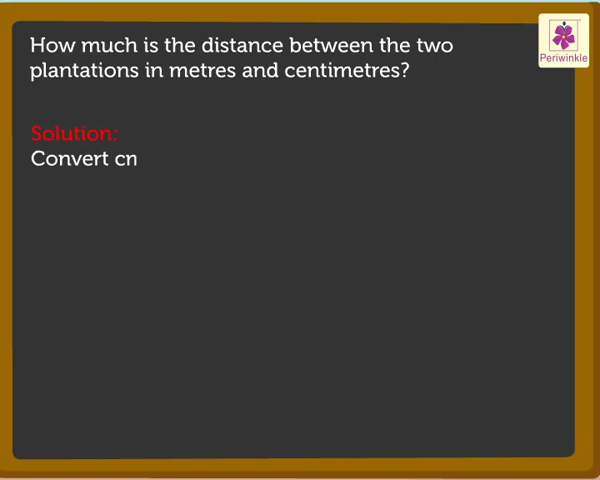 How much is the distance between the two
plantations in metres and centimetres?
Periwinkle
Solution:
Convert cn